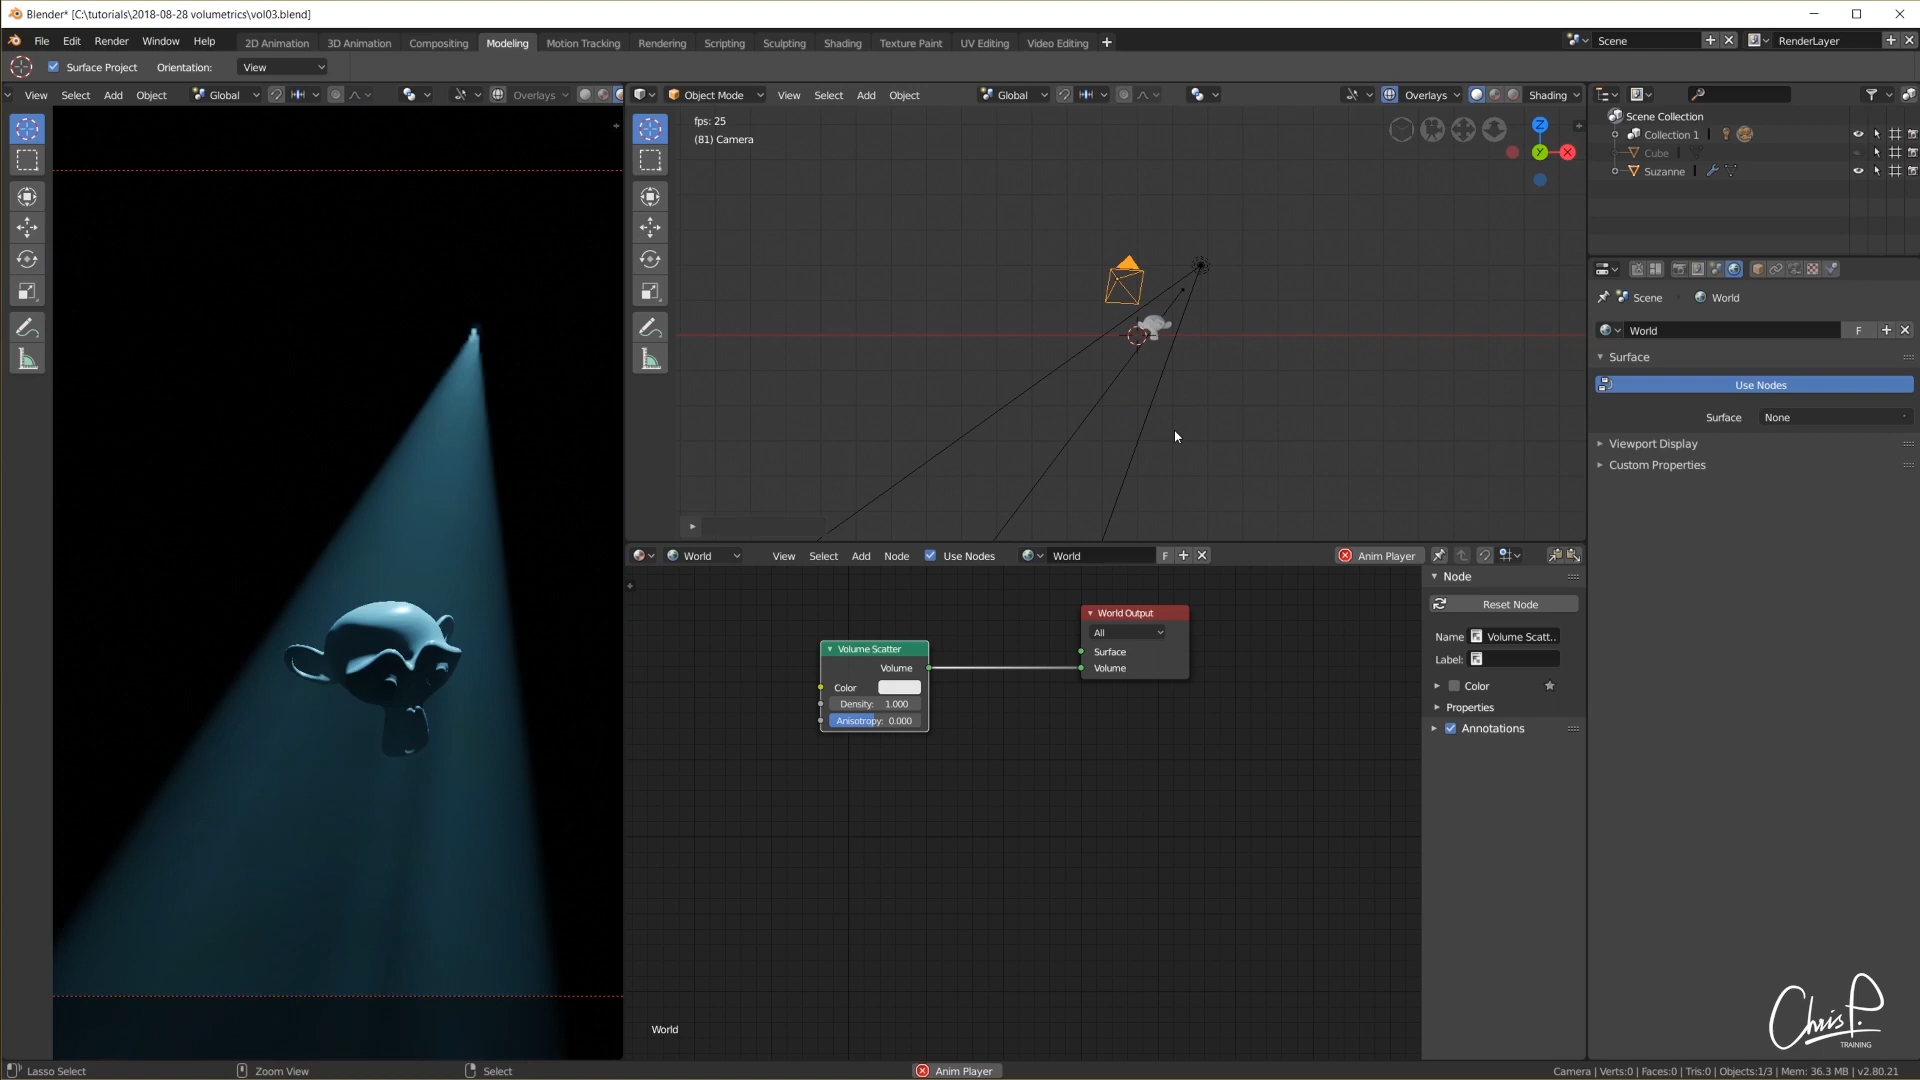 Blender* [C:\tutorials\2018-08-28 volumetrics\vol03.blend]
File Edit Render Window Help 2D Animation 3D Animation Compositing Modeling Motion Tracking Rendering Scripting Sculpting Shading Texture Paint UV Editing Video Editing + Scene RenderLayer
Surface Project Orientation: View
View Select Add Object Global Overlays
Object Mode View Select Add Object Global Overlays Shading
fps: 25
(81) Camera
Z
Y
X
Scene Collection
Collection 1
Cube
Suzanne
Scene World
World F
Surface
Use Nodes
Surface None
Viewport Display
Custom Properties
World View Select Add Node Use Nodes World F Anim Player
Volume Scatter
Volume
Color
Density: 1.000
Anisotropy: 0.000
World Output
All
Surface
Volume
Node
Reset Node
Name Volume Scatt..
Label:
Color
Properties
Annotations
World
Chris P.
TRAINING
Lasso Select Zoom View Select Anim Player Camera | Verts:0 | Faces:0 | Tris:0 | Objects:1/3 | Mem: 36.3 MB | v2.80.21